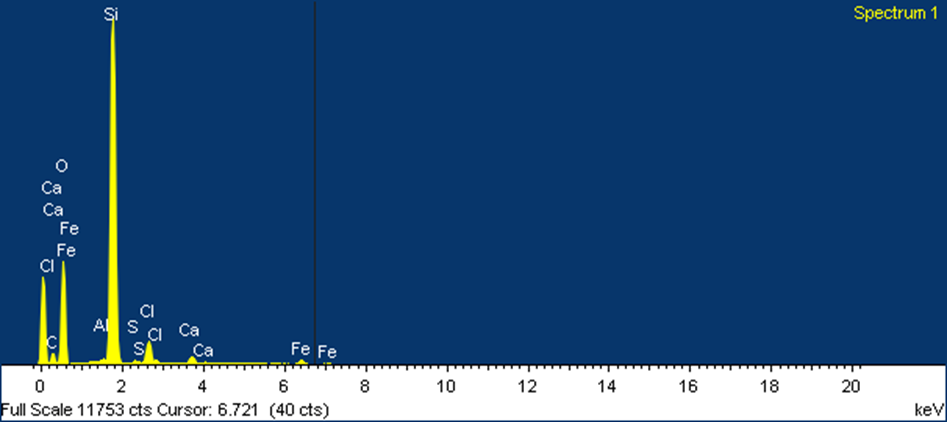 Si
Spectrum 1
O
Ca
Ca
Fe
Fe
Cl
Cl
Al
S
Cl
Ca
C
S
Ca
Fe
Fe
0 2 4 6 8 10 12 14 16 18 20
Full Scale 11753 cts Cursor: 6.721 (40 cts)
keV